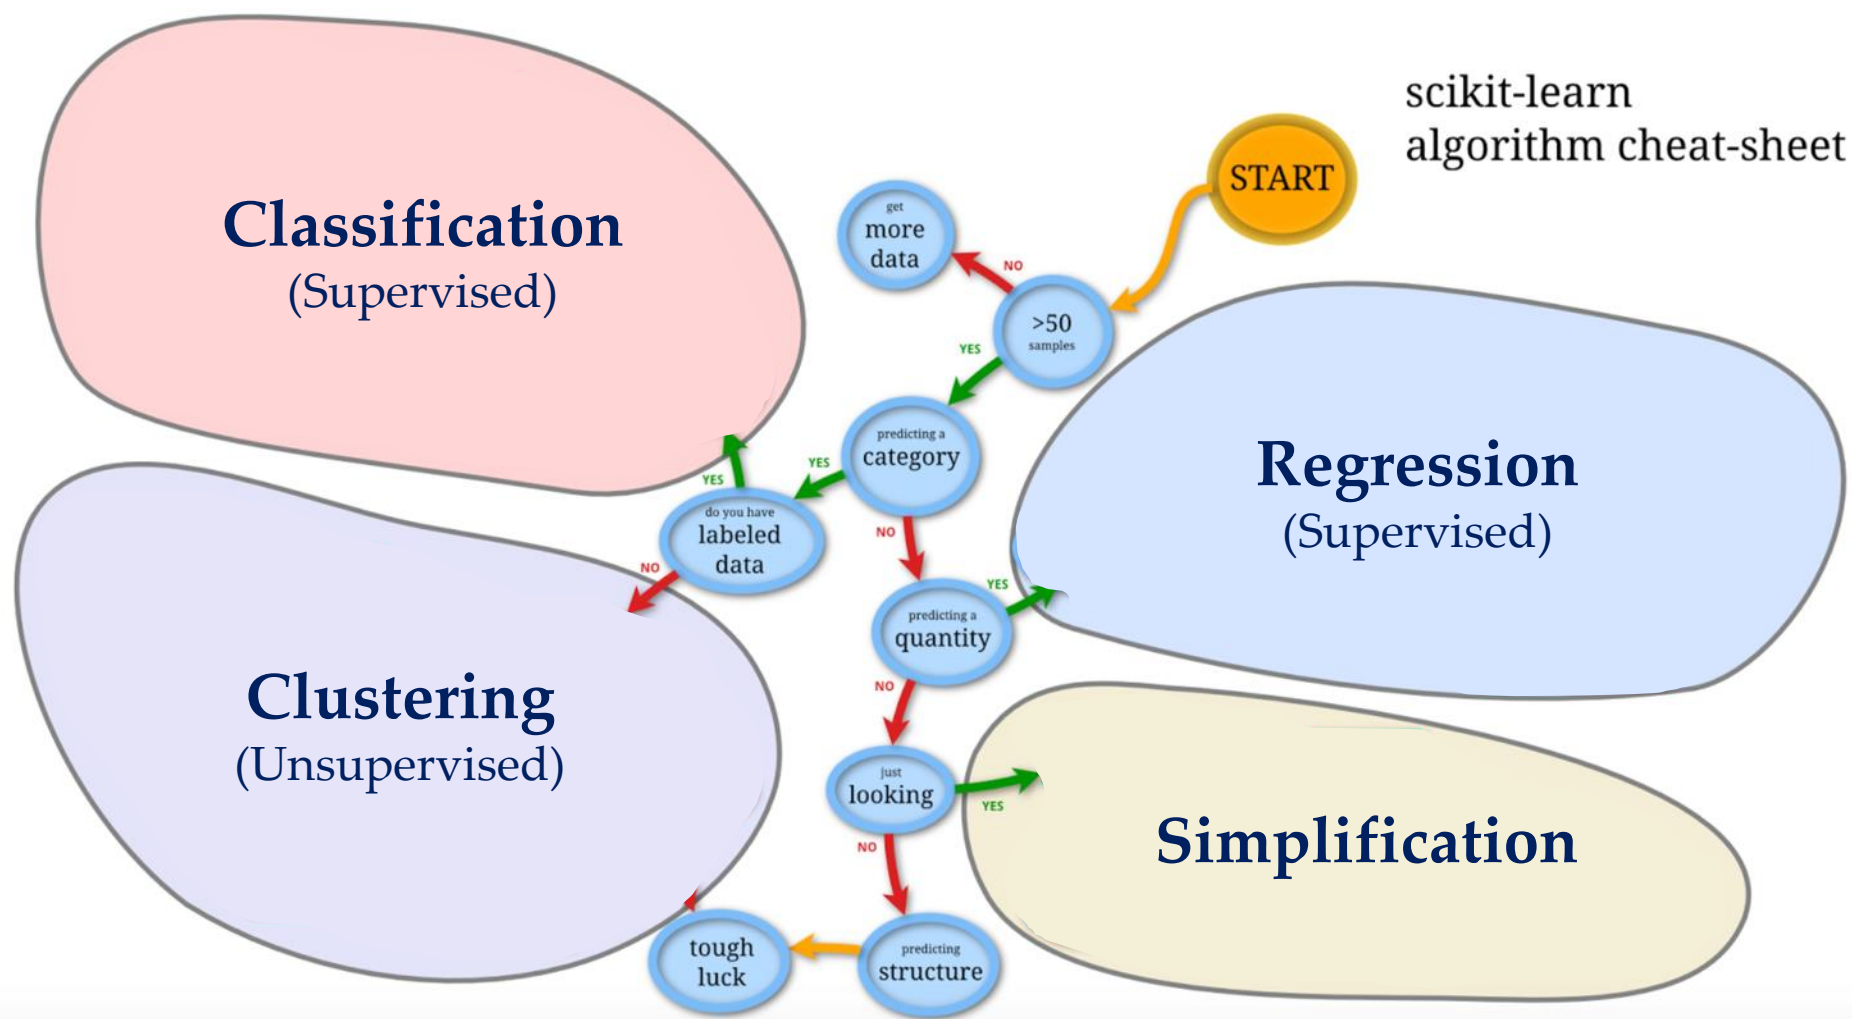 scikit-learn
algorithm cheat-sheet
START
get
more
data
NO
>50
samples
YES
predicting a
category
YES
NO
do you have
labeled
data
YES
NO
predicting a
quantity
YES
NO
just
looking
YES
NO
predicting
structure
tough
luck
Classification
(Supervised)
Clustering
(Unsupervised)
Regression
(Supervised)
Simplification